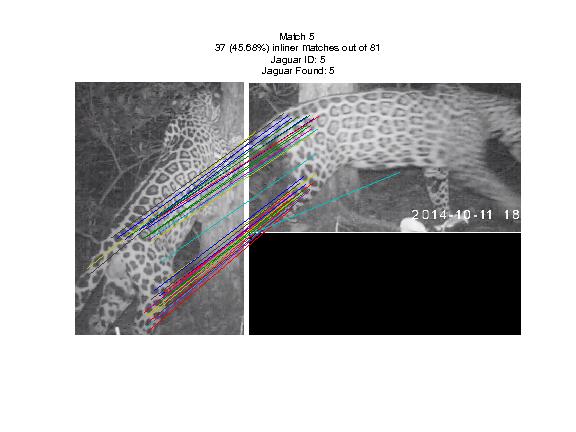 Match 5
37 (45.68%) inliner matches out of 81
Jaguar ID: 5
Jaguar Found: 5
2014-10-11 18